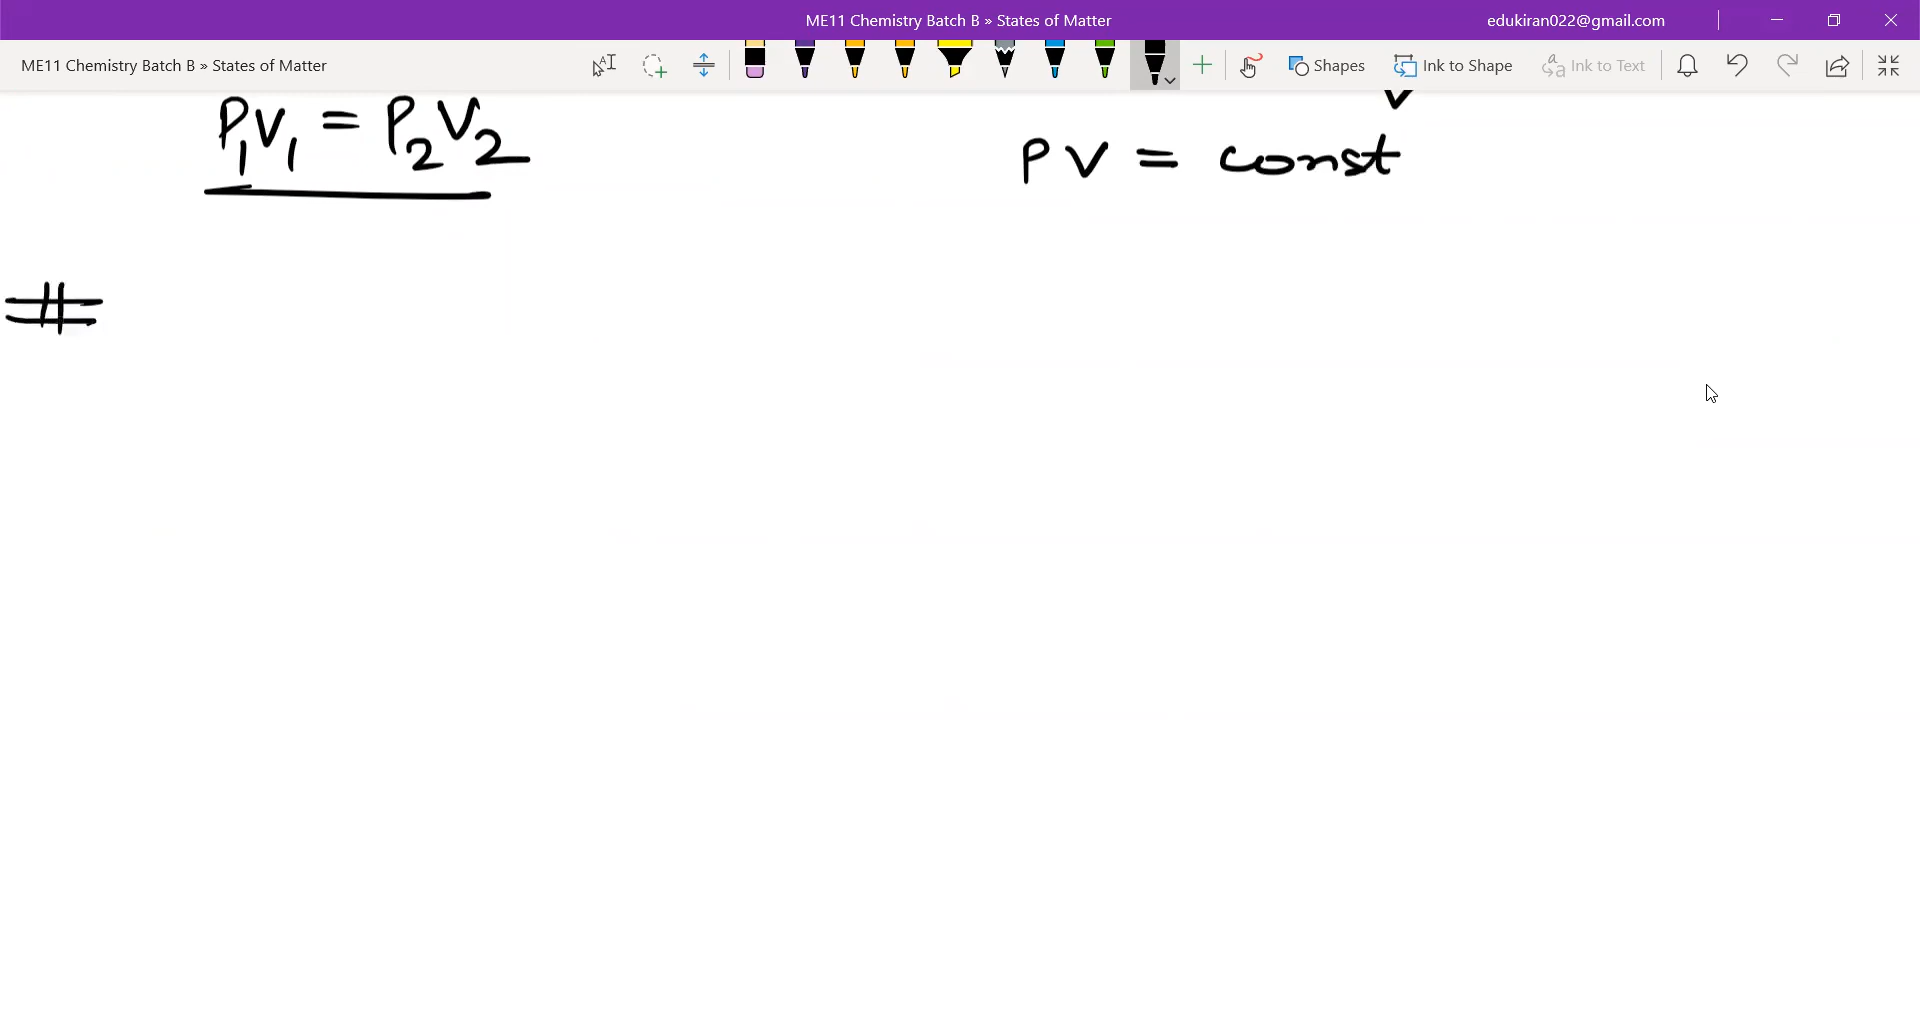 ME11 Chemistry Batch B » States of Matter
edukiran022@gmail.com
ME11 Chemistry Batch B » States of Matter
Shapes
Ink to Shape
Ink to Text
P₁V₁ = P₂V₂
PV = const
#